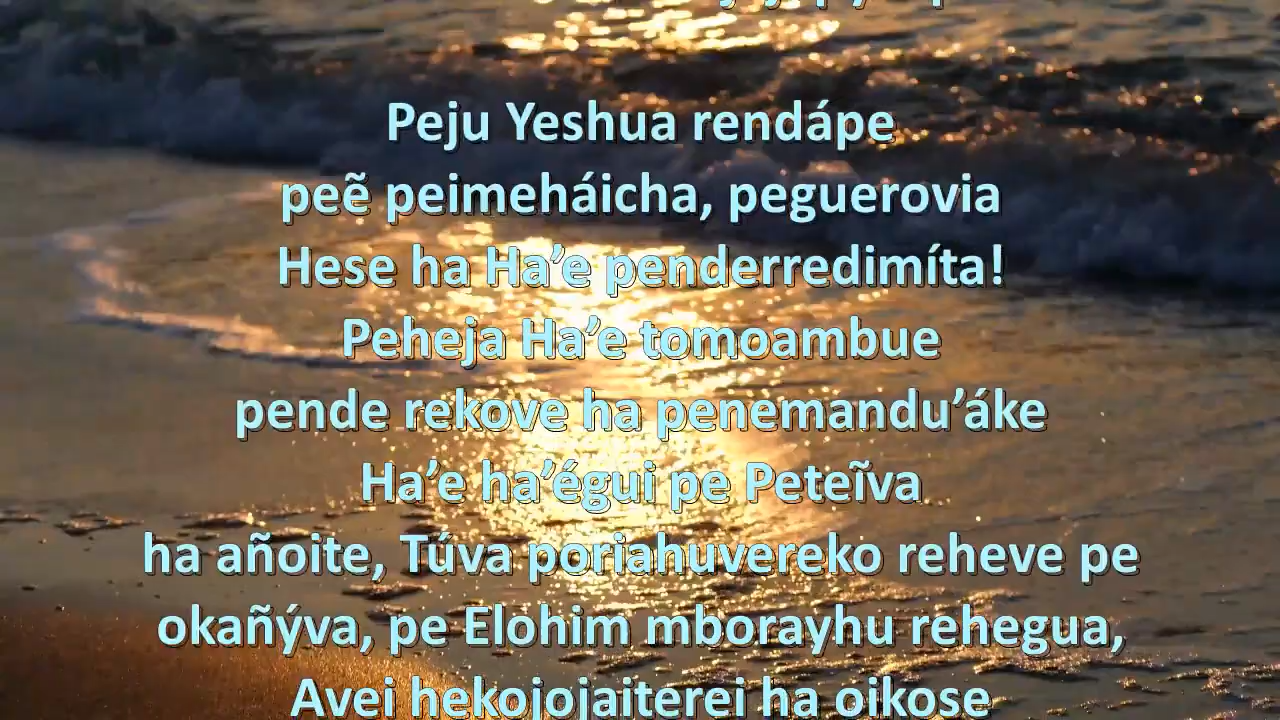 Peju Yeshua rendápe
peẽ peimeháicha, peguerovia
Hese ha Ha’e penderredimíta!
Peheja Ha’e tomoambue
pende rekove ha penemandu’áke
Ha’e ha’égui pe Peteĩva
ha añoite, Túva poriahuvereko reheve pe
okañýva, pe Elohim mborayhu rehegua,
Avei hekojojaiterei ha oikose